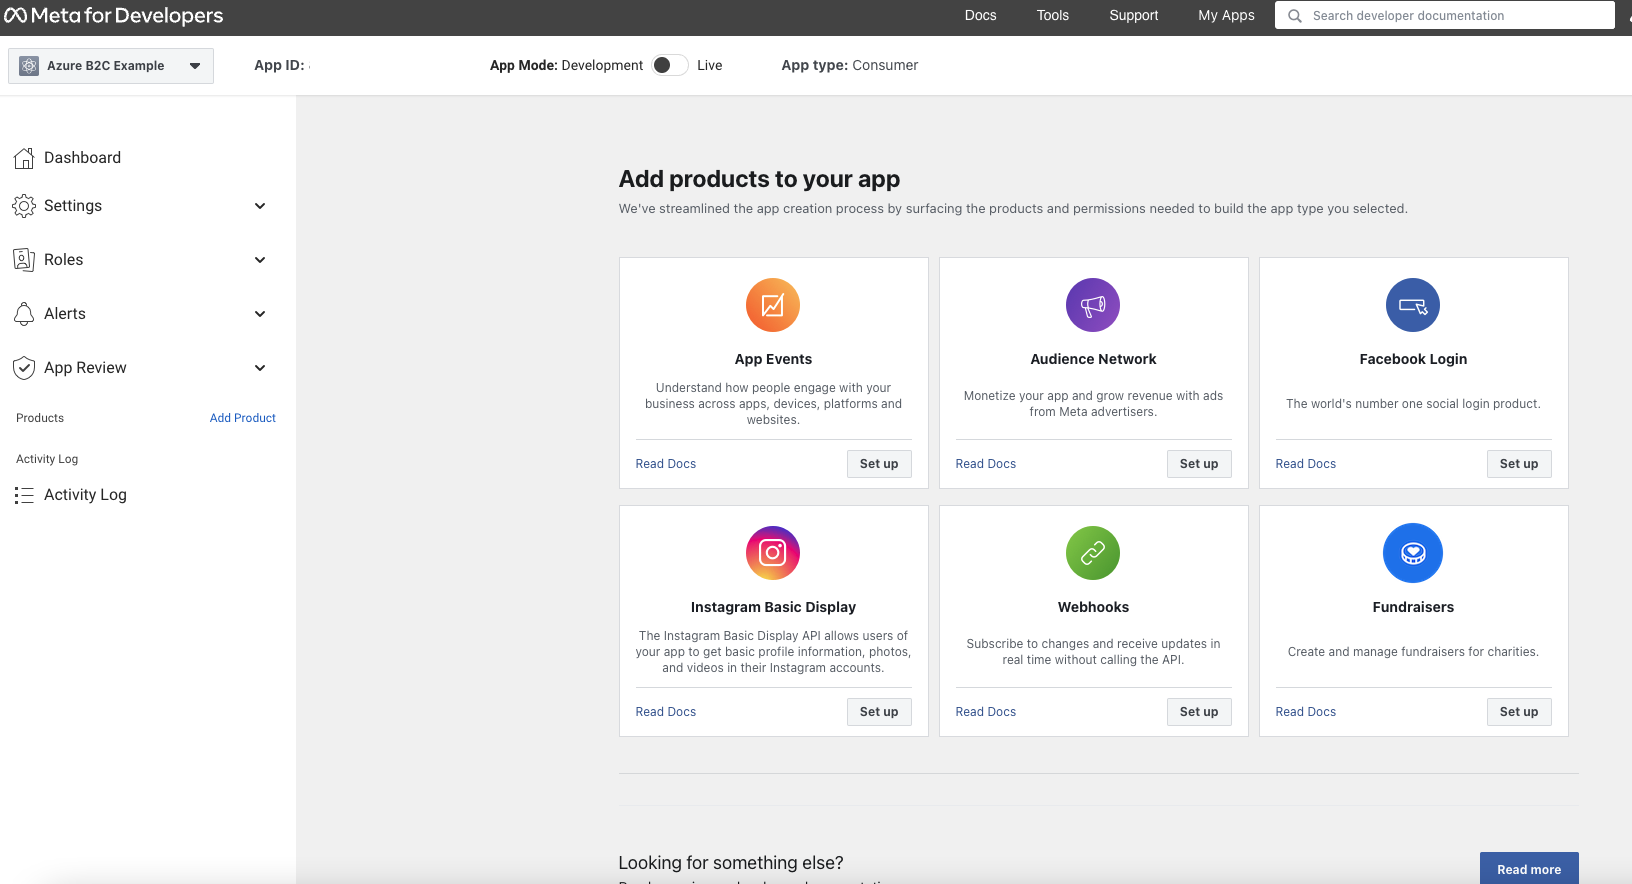 Meta for Developers
Docs
Tools
Support
My Apps
Search developer documentation
Azure B2C Example
App ID:
App Mode: Development
Live
App type: Consumer
Dashboard
Settings
Roles
Alerts
App Review
Products
Add Product
Activity Log
Activity Log
Add products to your app
We've streamlined the app creation process by surfacing the products and permissions needed to build the app type you selected.
App Events
Understand how people engage with your
business across apps, devices, platforms and
websites.
Read Docs
Set up
Audience Network
Monetize your app and grow revenue with ads
from Meta advertisers.
Read Docs
Set up
Facebook Login
The world's number one social login product.
Read Docs
Set up
Instagram Basic Display
The Instagram Basic Display API allows users of
your app to get basic profile information, photos,
and videos in their Instagram accounts.
Read Docs
Set up
Webhooks
Subscribe to changes and receive updates in
real time without calling the API.
Read Docs
Set up
Fundraisers
Create and manage fundraisers for charities.
Read Docs
Set up
Looking for something else?
Read more